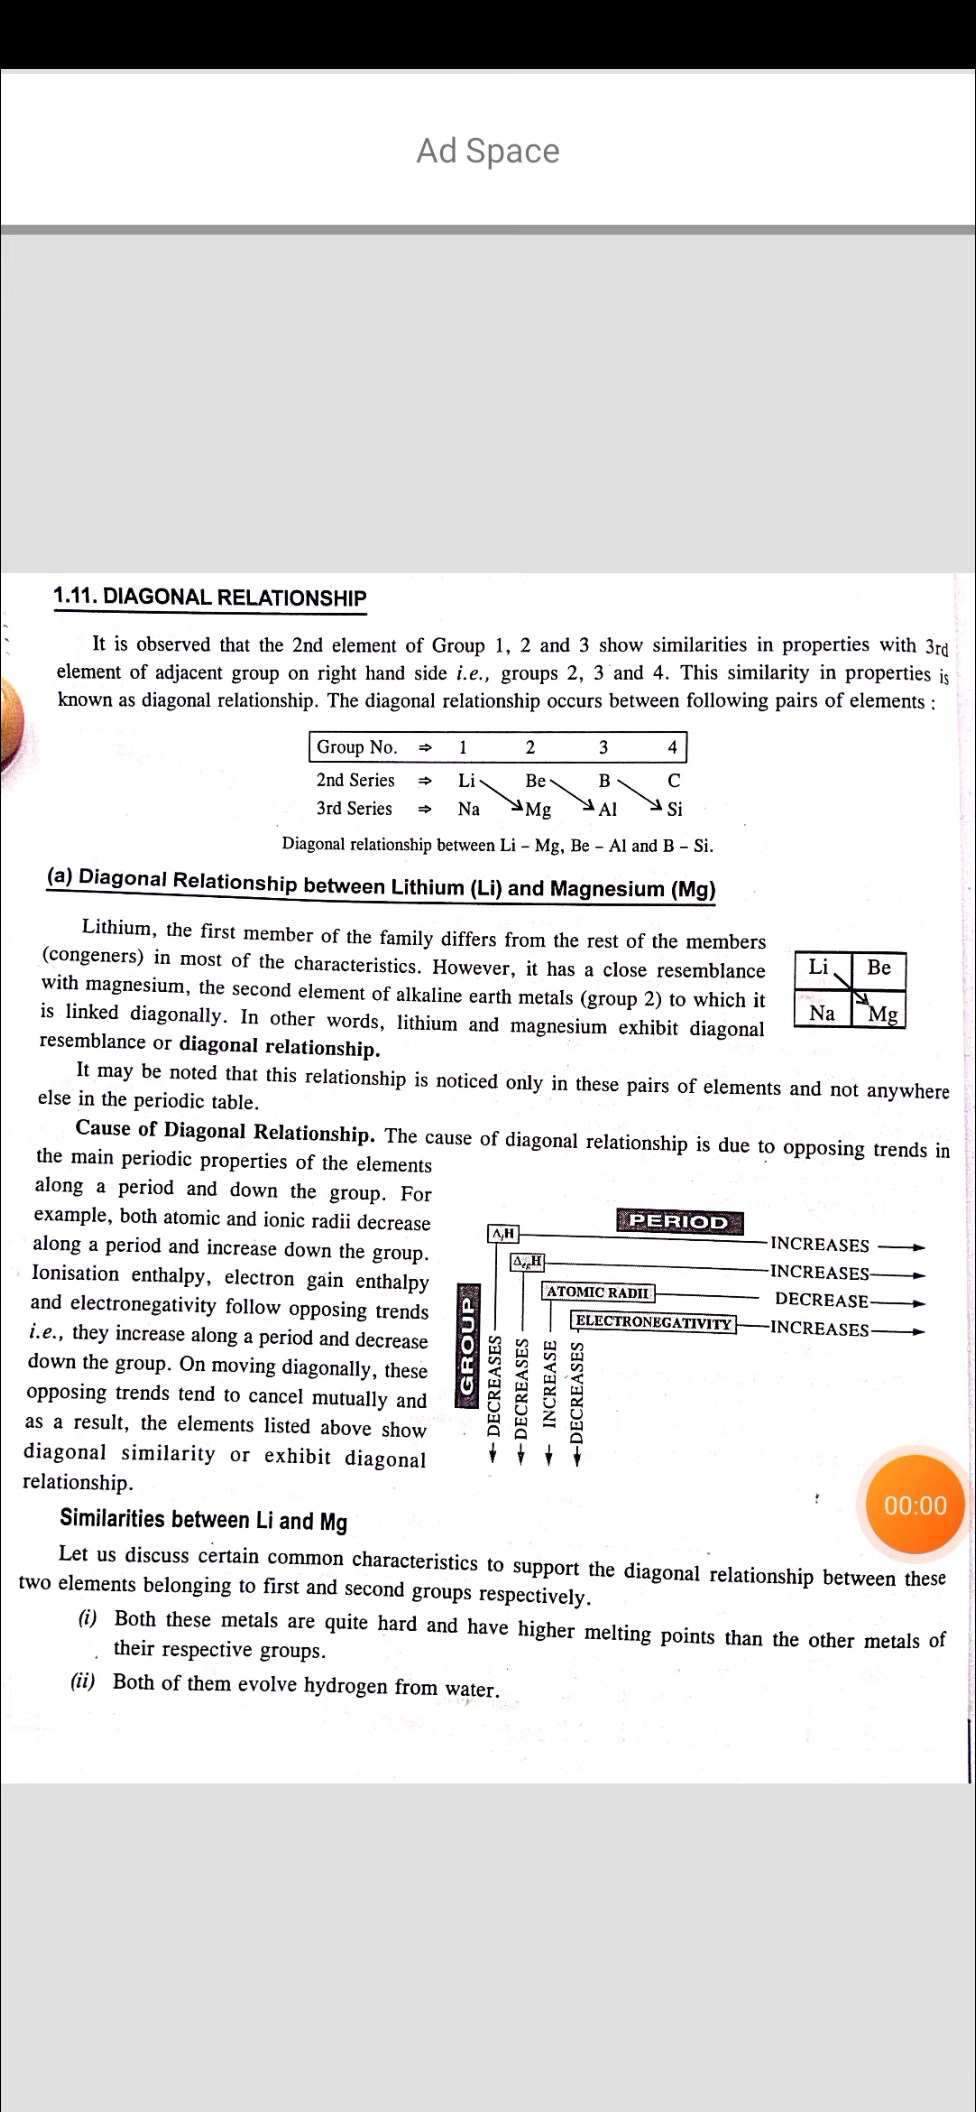 Ad Space
1.11. DIAGONAL RELATIONSHIP
It is observed that the 2nd element of Group 1, 2 and 3 show similarities in properties with 3rd
element of adjacent group on right hand side i.e., groups 2, 3 and 4. This similarity in properties is
known as diagonal relationship. The diagonal relationship occurs between following pairs of elements :
Group No. ⇒ 1 2 3 4
2nd Series ⇒ Li Be B C
3rd Series ⇒ Na Mg Al Si
Diagonal relationship between Li – Mg, Be – Al and B – Si.
(a) Diagonal Relationship between Lithium (Li) and Magnesium (Mg)
Lithium, the first member of the family differs from the rest of the members
(congeners) in most of the characteristics. However, it has a close resemblance
with magnesium, the second element of alkaline earth metals (group 2) to which it
is linked diagonally. In other words, lithium and magnesium exhibit diagonal
resemblance or diagonal relationship.
Li Be
Na Mg
It may be noted that this relationship is noticed only in these pairs of elements and not anywhere
else in the periodic table.
Cause of Diagonal Relationship. The cause of diagonal relationship is due to opposing trends in
the main periodic properties of the elements
along a period and down the group. For
example, both atomic and ionic radii decrease
along a period and increase down the group.
Ionisation enthalpy, electron gain enthalpy
and electronegativity follow opposing trends
i.e., they increase along a period and decrease
down the group. On moving diagonally, these
opposing trends tend to cancel mutually and
as a result, the elements listed above show
diagonal similarity or exhibit diagonal
relationship.
PERIOD
ΔiH INCREASES
ΔegH INCREASES
ATOMIC RADII DECREASE
ELECTRONEGATIVITY INCREASES
GROUP
DECREASES
DECREASES
INCREASE
DECREASES
00:00
Similarities between Li and Mg
Let us discuss certain common characteristics to support the diagonal relationship between these
two elements belonging to first and second groups respectively.
(i) Both these metals are quite hard and have higher melting points than the other metals of
their respective groups.
(ii) Both of them evolve hydrogen from water.